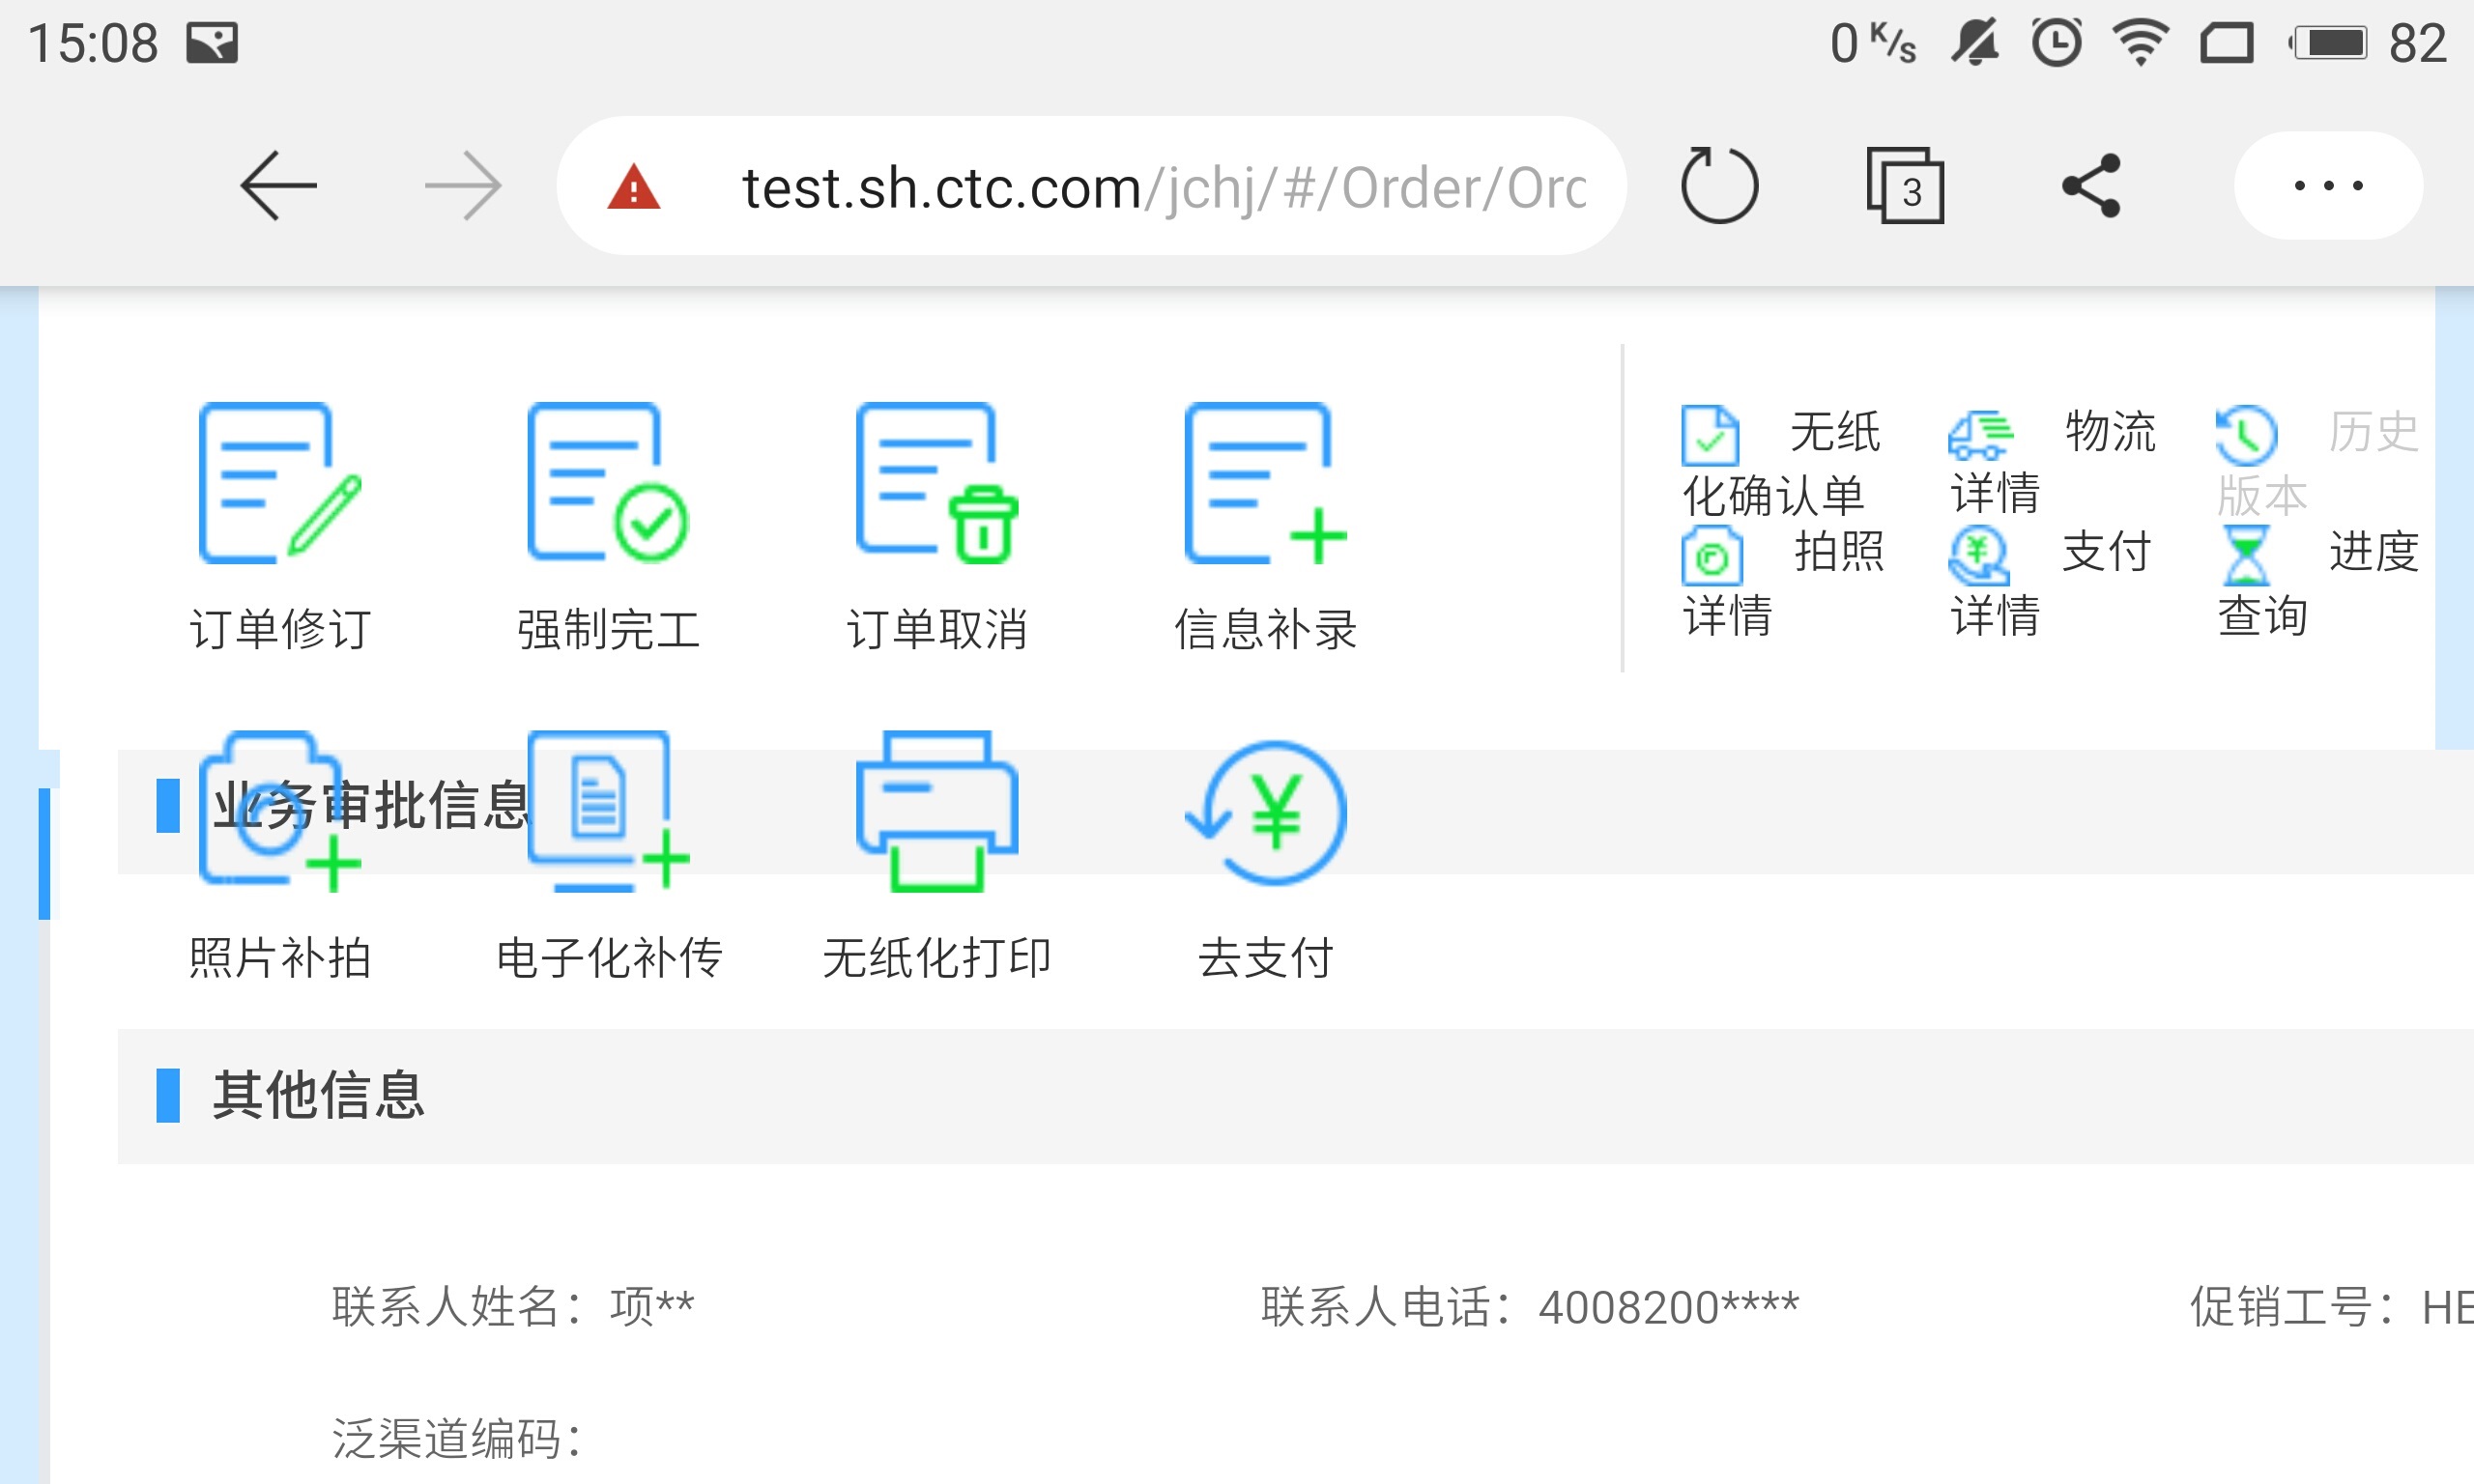 15:08 0 K/s 82
test.sh.ctc.com/jchj/#/Order/Orc
3
无纸化确认单 物流详情 历史版本
拍照详情 支付详情 进度查询
订单修订 强制完工 订单取消 信息补录
业务审批信息
照片补拍 电子化补传 无纸化打印 去支付
其他信息
联系人姓名：项** 联系人电话：4008200**** 促销工号：HE
泛渠道编码：